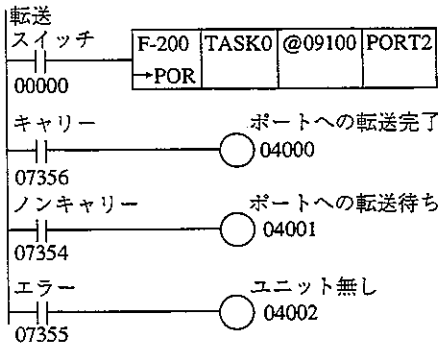 転送
スイッチ
00000
F-200 TASK0 @09100 PORT2
→POR
キャリー ポートへの転送完了
07356 04000
ノンキャリー ポートへの転送待ち
07354 04001
エラー ユニット無し
07355 04002